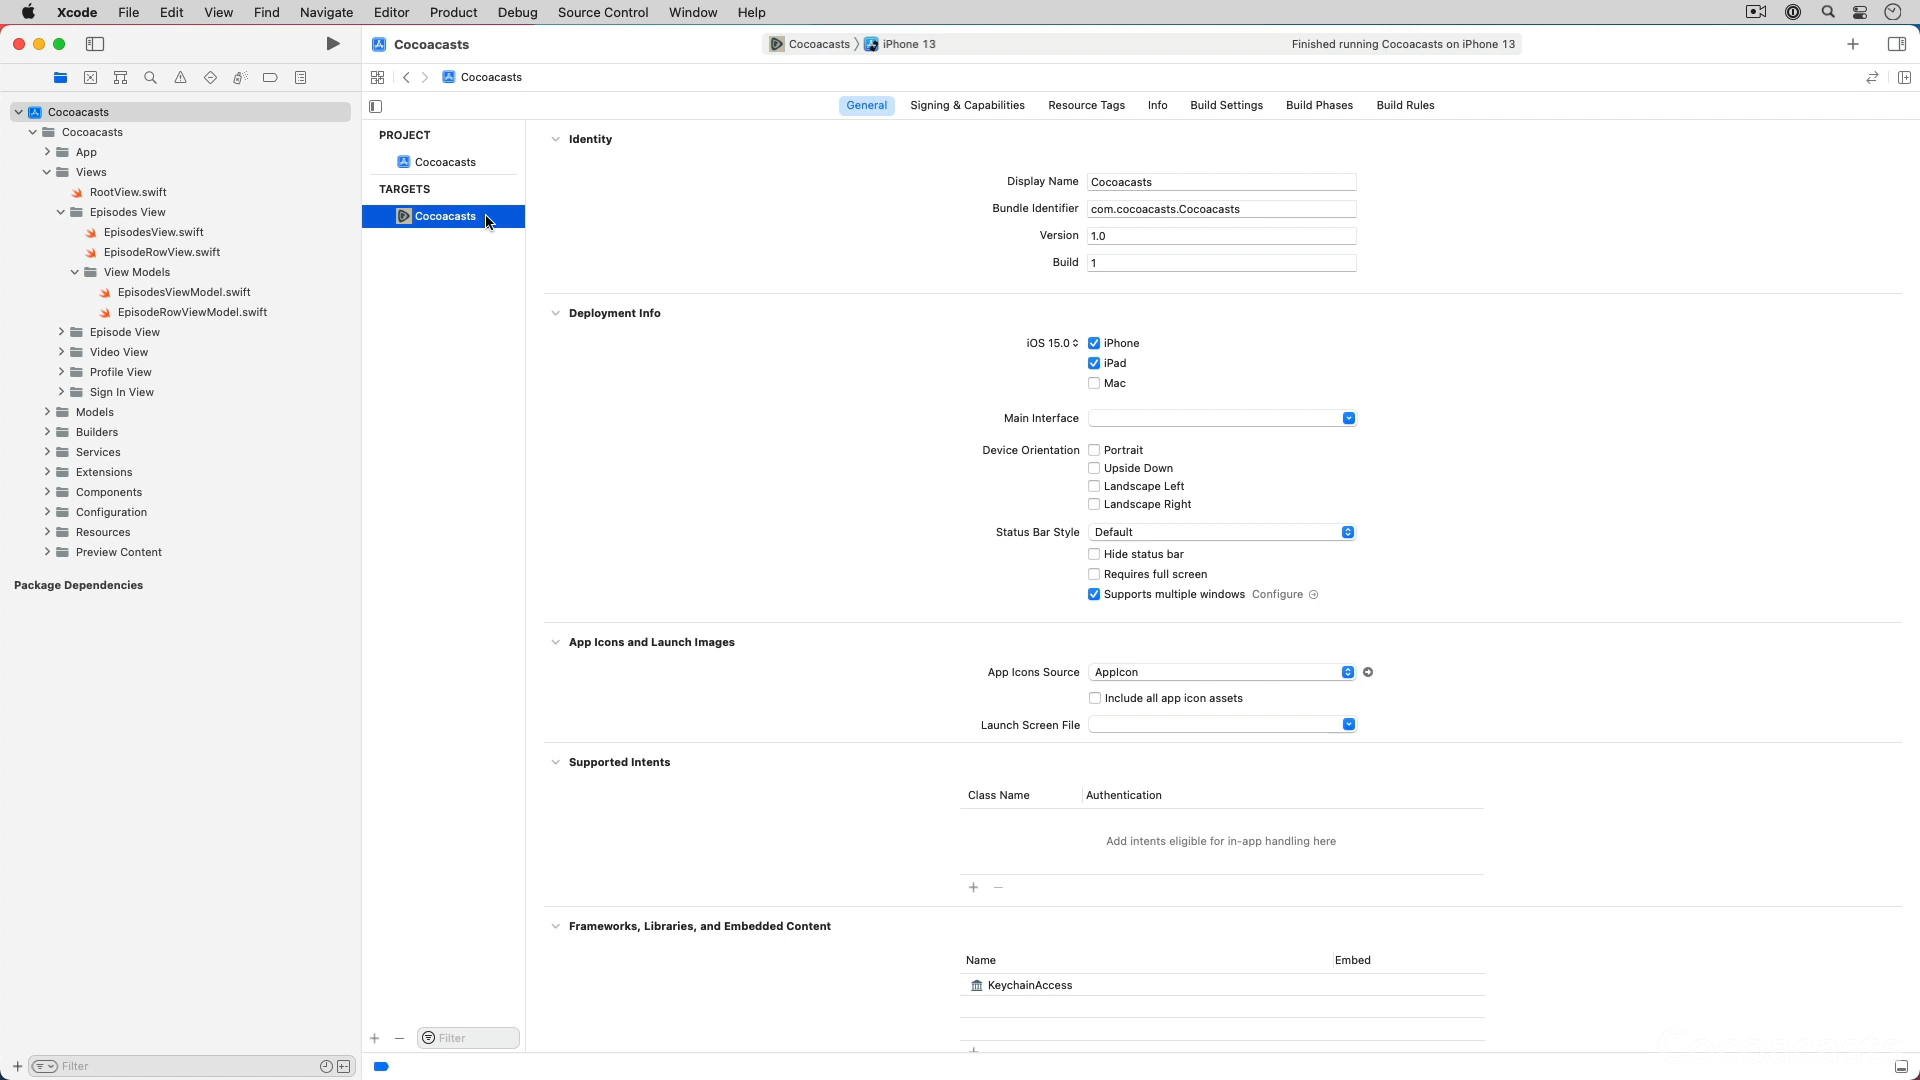 Xcode File Edit View Find Navigate Editor Product Debug Source Control Window Help
Cocoacasts
Cocoacasts iPhone 13
Finished running Cocoacasts on iPhone 13
Cocoacasts
General Signing & Capabilities Resource Tags Info Build Settings Build Phases Build Rules
Cocoacasts
Cocoacasts
App
Views
RootView.swift
Episodes View
EpisodesView.swift
EpisodeRowView.swift
View Models
EpisodesViewModel.swift
EpisodeRowViewModel.swift
Episode View
Video View
Profile View
Sign In View
Models
Builders
Services
Extensions
Components
Configuration
Resources
Preview Content
Package Dependencies
Filter
PROJECT
Cocoacasts
TARGETS
Cocoacasts
Filter
Identity
Display Name Cocoacasts
Bundle Identifier com.cocoacasts.Cocoacasts
Version 1.0
Build 1
Deployment Info
iOS 15.0 iPhone
iPad
Mac
Main Interface
Device Orientation Portrait
Upside Down
Landscape Left
Landscape Right
Status Bar Style Default
Hide status bar
Requires full screen
Supports multiple windows Configure
App Icons and Launch Images
App Icons Source AppIcon
Include all app icon assets
Launch Screen File
Supported Intents
Class Name Authentication
Add intents eligible for in-app handling here
Frameworks, Libraries, and Embedded Content
Name Embed
KeychainAccess